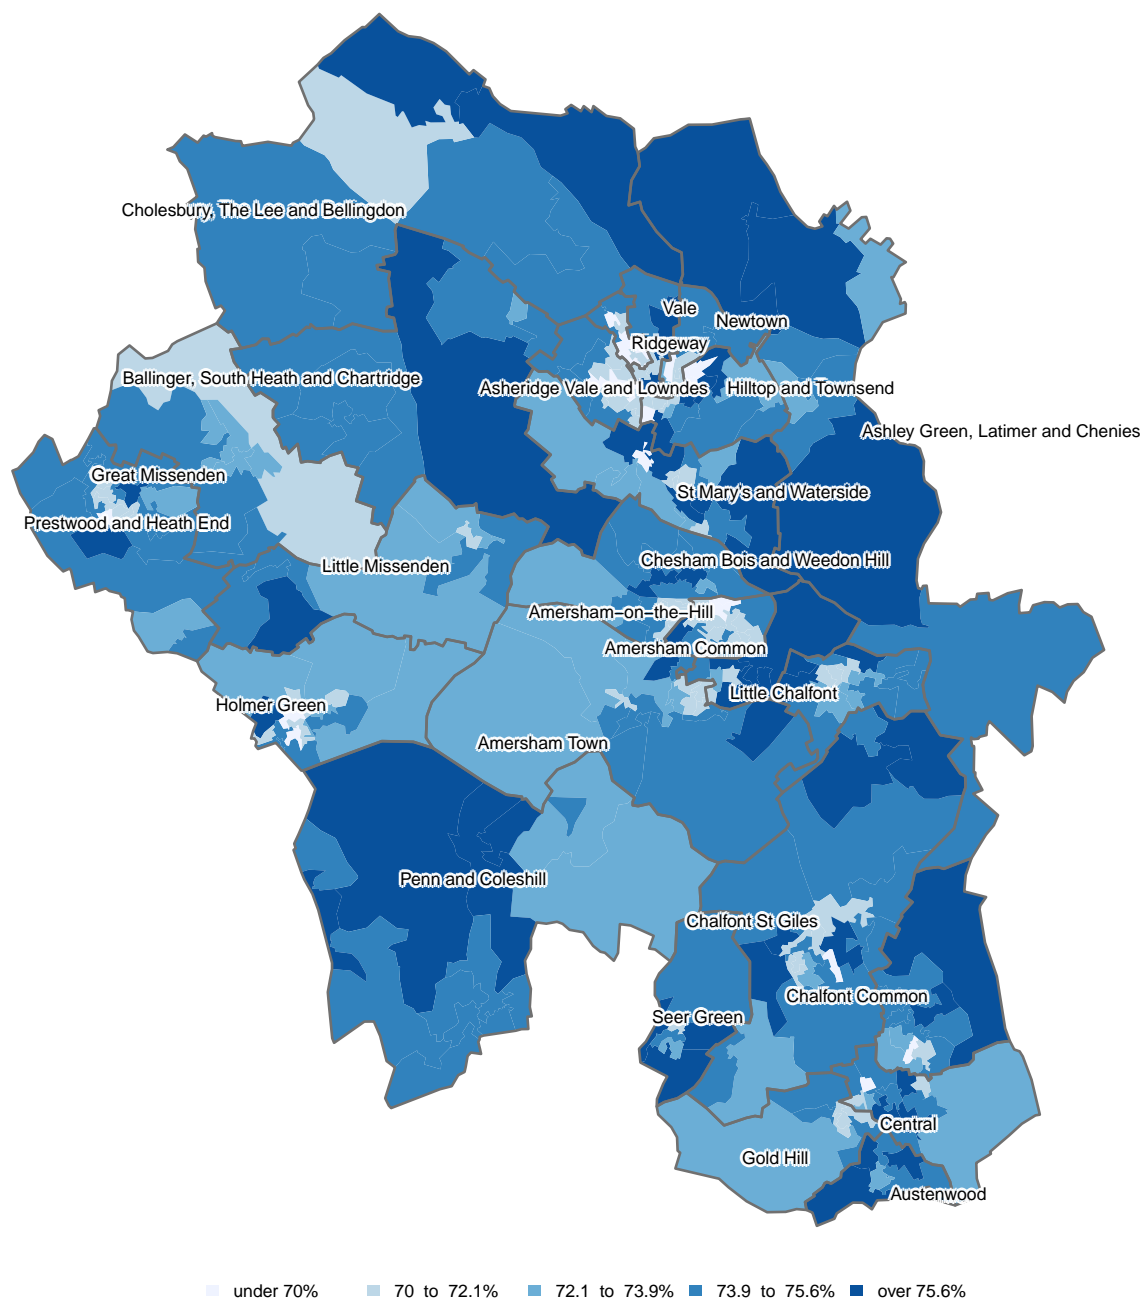 Cholesbury, The Lee and Bellingdon
Vale
Newtown
Ridgeway
Ballinger, South Heath and Chartridge
Asheridge Vale and Lowndes
Hilltop and Townsend
Ashley Green, Latimer and Chenies
Great Missenden
St Mary's and Waterside
Prestwood and Heath End
Little Missenden
Chesham Bois and Weedon Hill
Amersham−on−the−Hill
Amersham Common
Little Chalfont
Holmer Green
Amersham Town
Penn and Coleshill
Chalfont St Giles
Chalfont Common
Seer Green
Central
Gold Hill
Austenwood
under 70% 70 to 72.1% 72.1 to 73.9% 73.9 to 75.6% over 75.6%